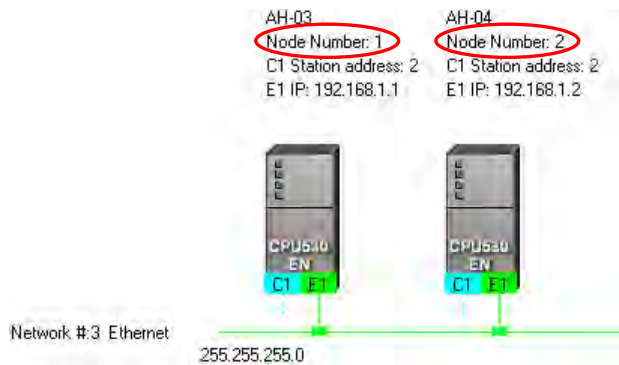 AH-03
Node Number: 1
C1 Station address: 2
E1 IP: 192.168.1.1
AH-04
Node Number: 2
C1 Station address: 2
E1 IP: 192.168.1.2
CPU530
EN
C1 E1
CPU530
EN
C1 E1
Network #:3 Ethernet
255.255.255.0